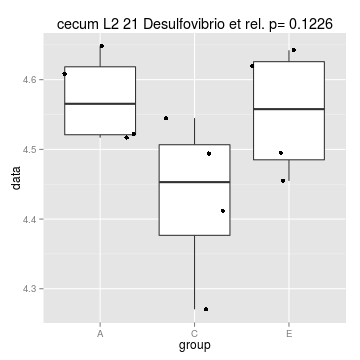 cecum L2 21 Desulfovibrio et rel. p= 0.1226
4.6
4.5
4.4
4.3
data
A C E
group